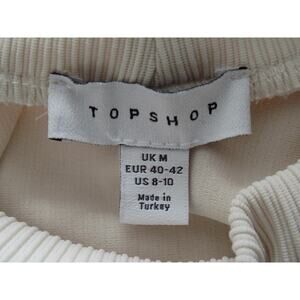 TOPSHOP
UK M
EUR 40-42
US 8-10
Made in
Turkey